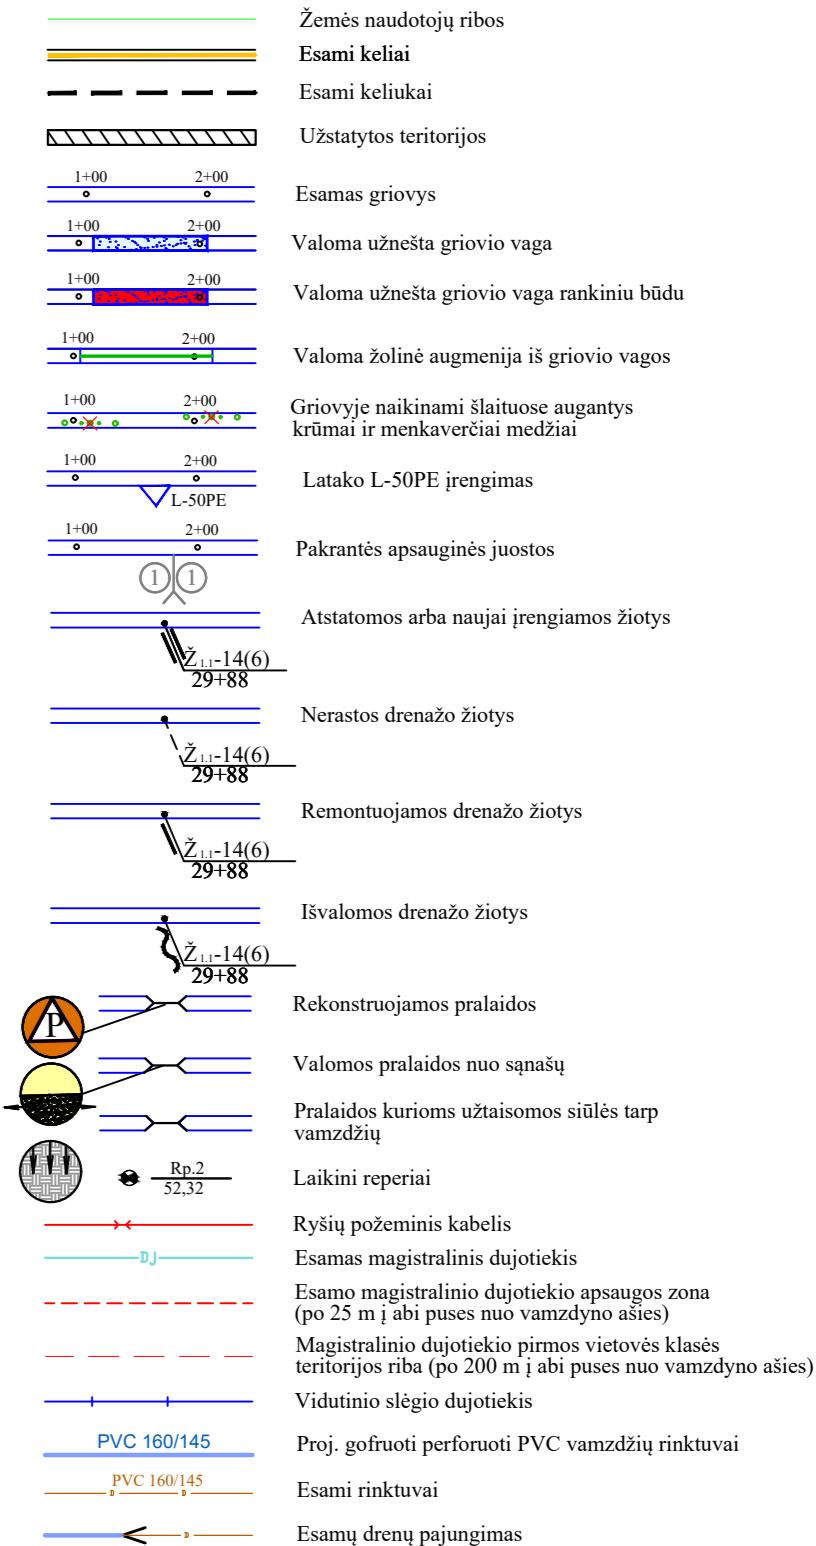 Žemės naudotojų ribos
Esami keliai
Esami keliukai
Užstatytos teritorijos
1+00 2+00
Esamas griovys
1+00 2+00
Valoma užnešta griovio vaga
1+00 2+00
Valoma užnešta griovio vaga rankiniu būdu
1+00 2+00
Valoma žolinė augmenija iš griovio vagos
1+00 2+00
Griovyje naikinami šlaituose augantys
krūmai ir menkaverčiai medžiai
1+00 2+00
Latako L-50PE įrengimas
L-50PE
1+00 2+00
Pakrantės apsauginės juostos
1 1
Atstatomos arba naujai įrengiamos žiotys
Ž1.1-14(6)
29+88
Nerastos drenažo žiotys
Ž1.1-14(6)
29+88
Remontuojamos drenažo žiotys
Ž1.1-14(6)
29+88
Išvalomos drenažo žiotys
Ž1.1-14(6)
29+88
Rekonstruojamos pralaidos
P
Valomos pralaidos nuo sąnašų
Pralaidos kurioms užtaisomos siūlės tarp
vamzdžių
Rp.2
52,32
Laikini reperiai
Ryšių požeminis kabelis
DJ
Esamas magistralinis dujotiekis
Esamo magistralinio dujotiekio apsaugos zona
(po 25 m į abi puses nuo vamzdyno ašies)
Magistralinio dujotiekio pirmos vietovės klasės
teritorijos riba (po 200 m į abi puses nuo vamzdyno ašies)
Vidutinio slėgio dujotiekis
PVC 160/145
Proj. gofruoti perforuoti PVC vamzdžių rinktuvai
PVC 160/145
D D
Esami rinktuvai
D
Esamų drenų pajungimas